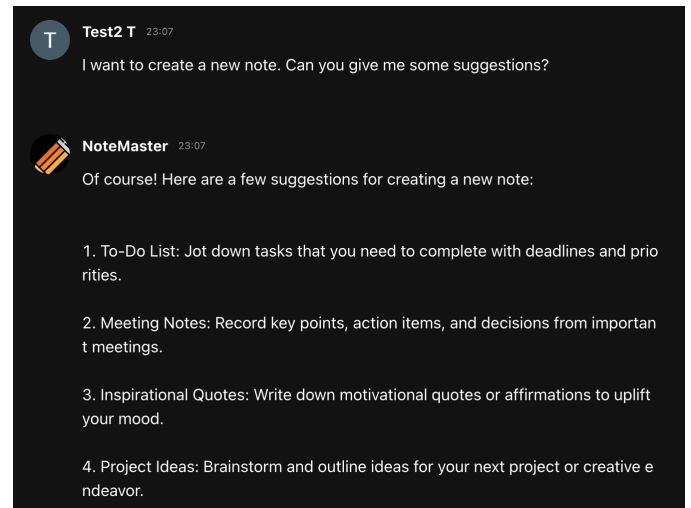 T
Test2 T 23:07
I want to create a new note. Can you give me some suggestions?
NoteMaster 23:07
Of course! Here are a few suggestions for creating a new note:
1. To-Do List: Jot down tasks that you need to complete with deadlines and prio
rities.
2. Meeting Notes: Record key points, action items, and decisions from importan
t meetings.
3. Inspirational Quotes: Write down motivational quotes or affirmations to uplift
your mood.
4. Project Ideas: Brainstorm and outline ideas for your next project or creative e
ndeavor.